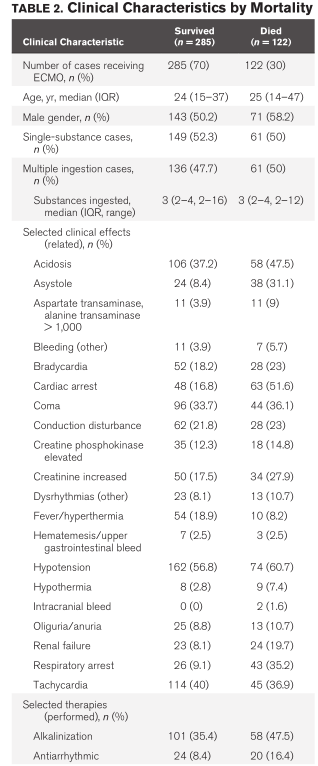 TABLE 2. Clinical Characteristics by Mortality
Clinical Characteristic Survived (n = 285) Died (n = 122)
Number of cases receiving ECMO, n (%) 285 (70) 122 (30)
Age, yr, median (IQR) 24 (15–37) 25 (14–47)
Male gender, n (%) 143 (50.2) 71 (58.2)
Single-substance cases, n (%) 149 (52.3) 61 (50)
Multiple ingestion cases, n (%) 136 (47.7) 61 (50)
Substances ingested, median (IQR, range) 3 (2–4, 2–16) 3 (2–4, 2–12)
Selected clinical effects (related), n (%)
Acidosis 106 (37.2) 58 (47.5)
Asystole 24 (8.4) 38 (31.1)
Aspartate transaminase, alanine transaminase > 1,000 11 (3.9) 11 (9)
Bleeding (other) 11 (3.9) 7 (5.7)
Bradycardia 52 (18.2) 28 (23)
Cardiac arrest 48 (16.8) 63 (51.6)
Coma 96 (33.7) 44 (36.1)
Conduction disturbance 62 (21.8) 28 (23)
Creatine phosphokinase elevated 35 (12.3) 18 (14.8)
Creatinine increased 50 (17.5) 34 (27.9)
Dysrhythmias (other) 23 (8.1) 13 (10.7)
Fever/hyperthermia 54 (18.9) 10 (8.2)
Hematemesis/upper gastrointestinal bleed 7 (2.5) 3 (2.5)
Hypotension 162 (56.8) 74 (60.7)
Hypothermia 8 (2.8) 9 (7.4)
Intracranial bleed 0 (0) 2 (1.6)
Oliguria/anuria 25 (8.8) 13 (10.7)
Renal failure 23 (8.1) 24 (19.7)
Respiratory arrest 26 (9.1) 43 (35.2)
Tachycardia 114 (40) 45 (36.9)
Selected therapies (performed), n (%)
Alkalinization 101 (35.4) 58 (47.5)
Antiarrhythmic 24 (8.4) 20 (16.4)